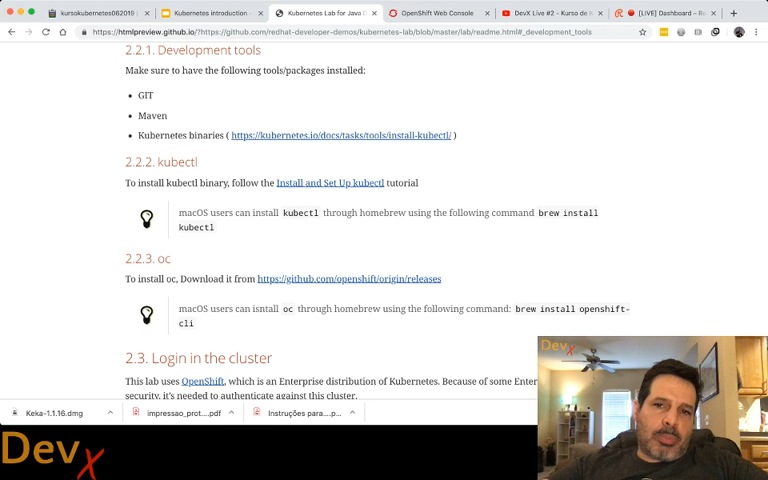 kursokubernetes062019
Kubernetes introduction -
Kubernetes Lab for Java D
OpenShift Web Console
DevX Live #2 - Kurso de K
[LIVE] Dashboard – Re
https://htmlpreview.github.io/?https://github.com/redhat-developer-demos/kubernetes-lab/blob/master/lab/readme.html#_development_tools
2.2.1. Development tools
Make sure to have the following tools/packages installed:
GIT
Maven
Kubernetes binaries ( https://kubernetes.io/docs/tasks/tools/install-kubectl/ )
2.2.2. kubectl
To install kubectl binary, follow the Install and Set Up kubectl tutorial
macOS users can install kubectl through homebrew using the following command brew install
kubectl
2.2.3. oc
To install oc, Download it from https://github.com/openshift/origin/releases
macOS users can isntall oc through homebrew using the following command: brew install openshift-
cli
2.3. Login in the cluster
This lab uses OpenShift, which is an Enterprise distribution of Kubernetes. Because of some Enter
security, it's needed to authenticate against this cluster.
DevX
Keka-1.1.16.dmg
impressao_prot....pdf
Instruções para....p...
DevX